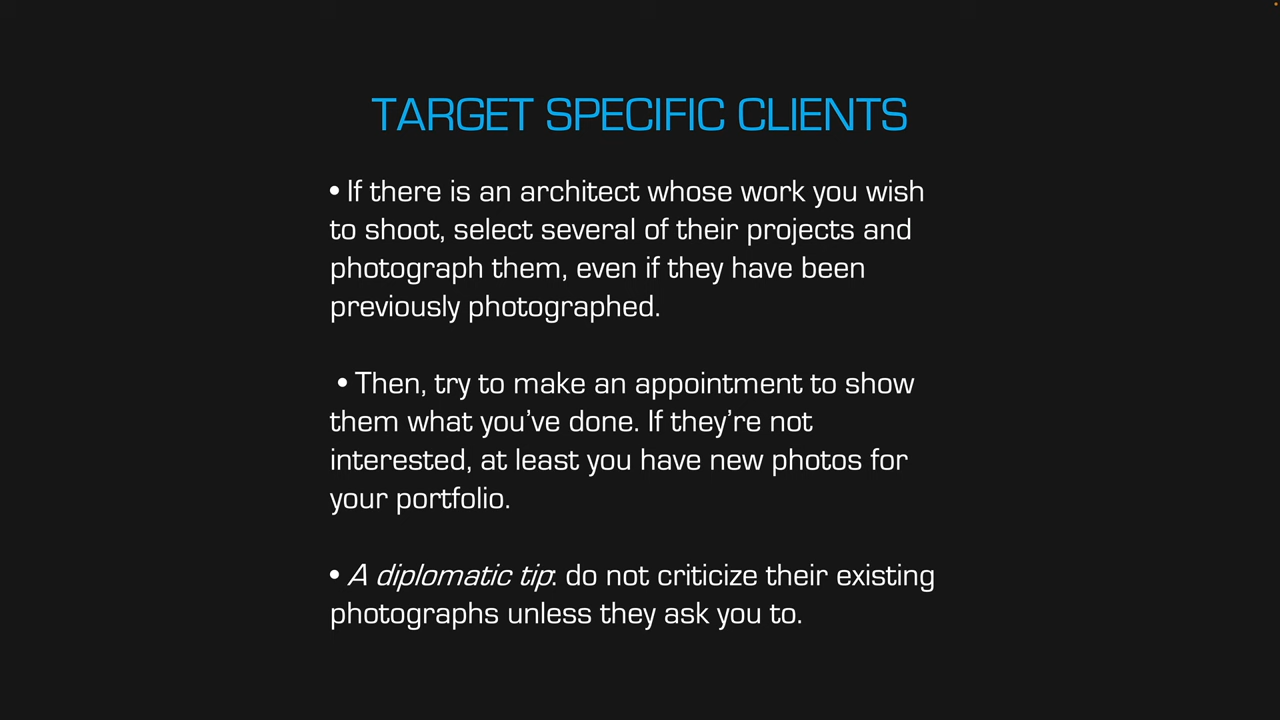 TARGET SPECIFIC CLIENTS
• If there is an architect whose work you wish
to shoot, select several of their projects and
photograph them, even if they have been
previously photographed.
• Then, try to make an appointment to show
them what you’ve done. If they’re not
interested, at least you have new photos for
your portfolio.
• A diplomatic tip: do not criticize their existing
photographs unless they ask you to.